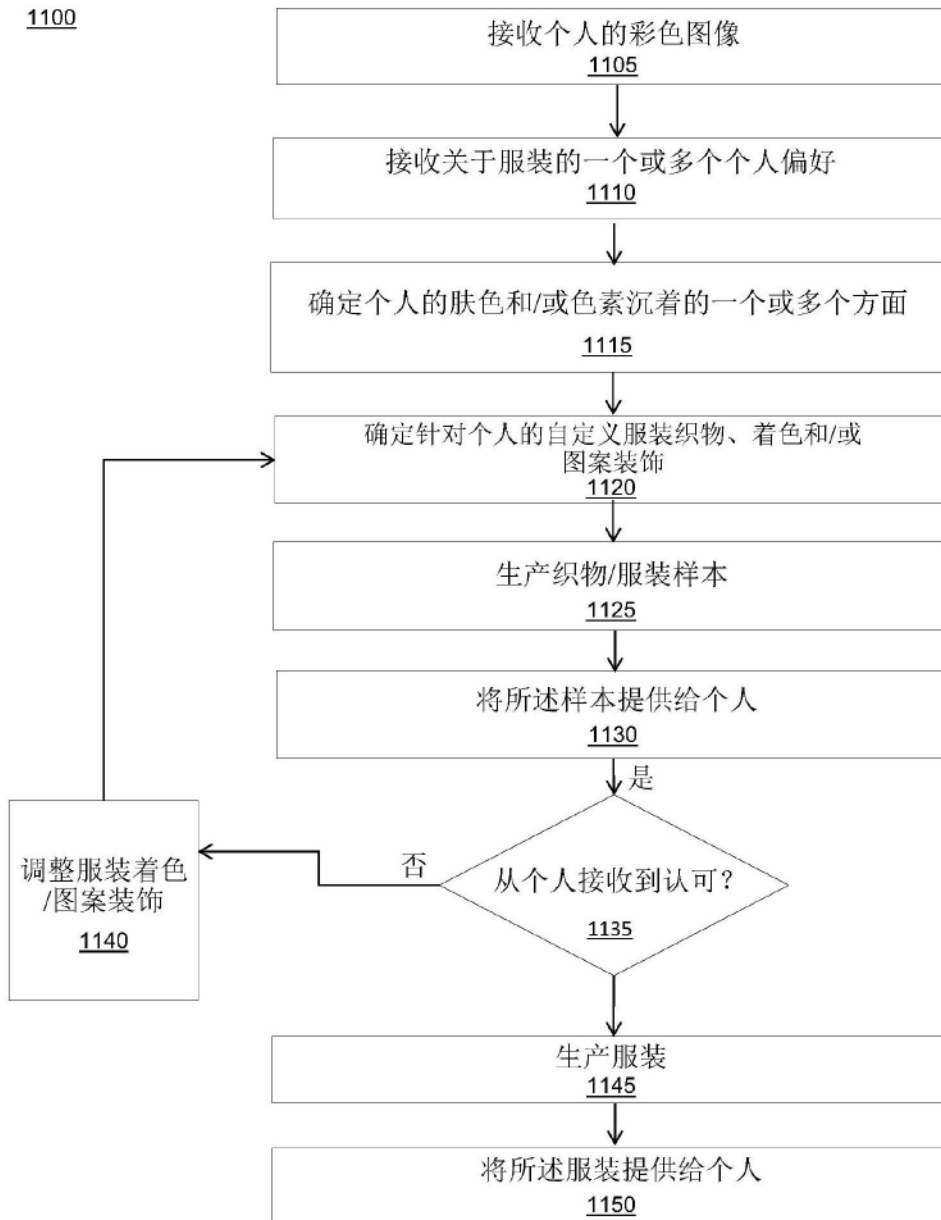 1100
接收个人的彩色图像
1105
接收关于服装的一个或多个个人偏好
1110
确定个人的肤色和/或色素沉着的一个或多个方面
1115
确定针对个人的自定义服装织物、着色和/或
图案装饰
1120
生产织物/服装样本
1125
将所述样本提供给个人
1130
是
从个人接收到认可？
1135
否
调整服装着色
/图案装饰
1140
生产服装
1145
将所述服装提供给个人
1150